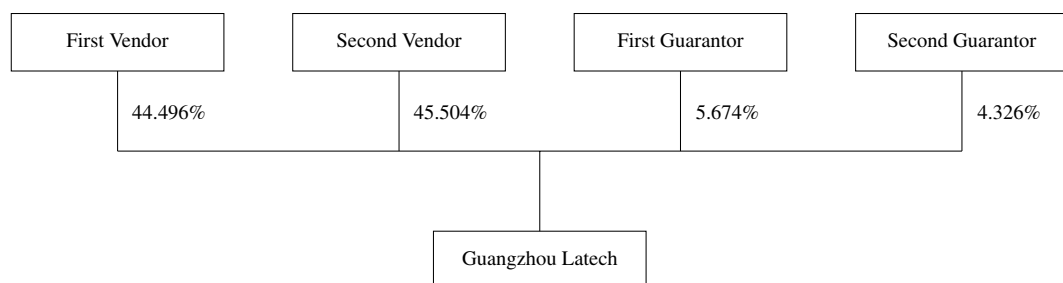 First Vendor
Second Vendor
First Guarantor
Second Guarantor
44.496%
45.504%
5.674%
4.326%
Guangzhou Latech